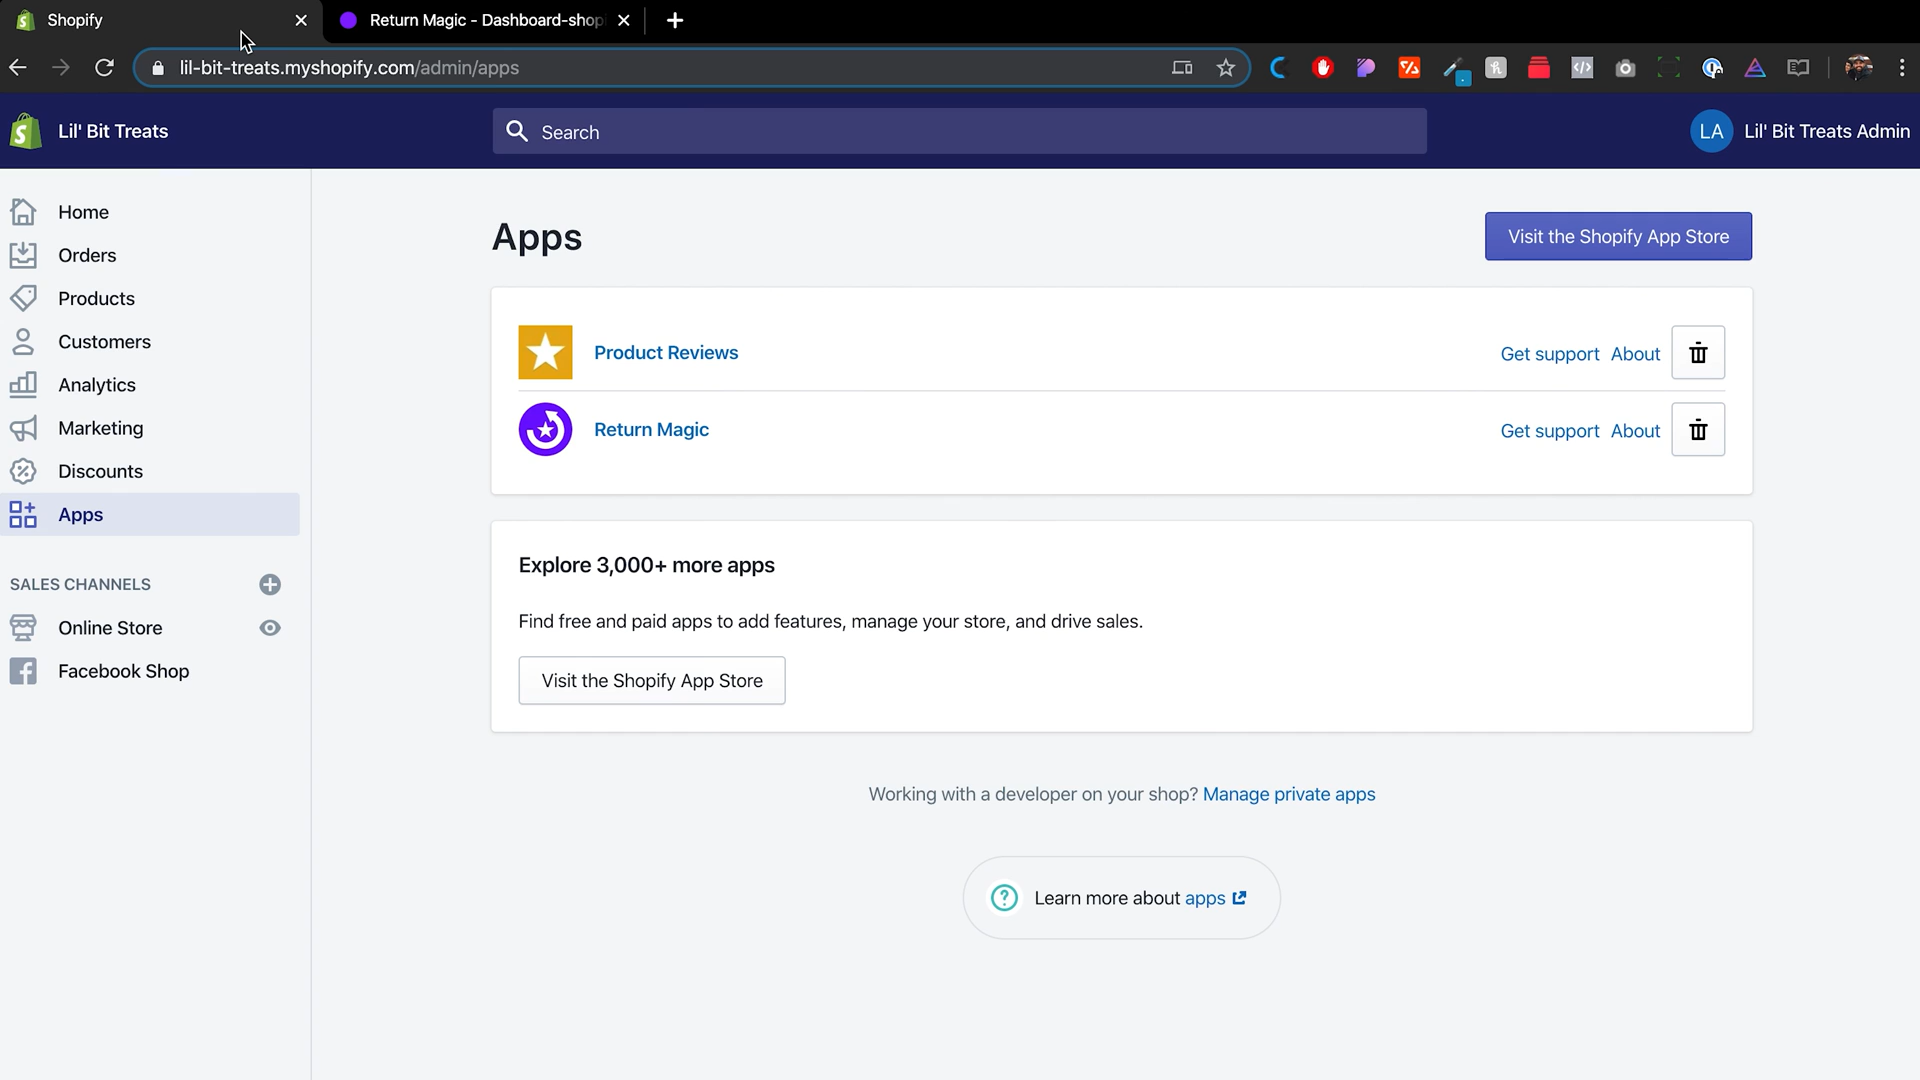 Shopify
Return Magic - Dashboard-shop
lil-bit-treats.myshopify.com/admin/apps
Lil' Bit Treats
Search
LA
Lil' Bit Treats Admin
Home
Orders
Products
Customers
Analytics
Marketing
Discounts
Apps
SALES CHANNELS
Online Store
Facebook Shop
Apps
Visit the Shopify App Store
Product Reviews
Get support
About
Return Magic
Get support
About
Explore 3,000+ more apps
Find free and paid apps to add features, manage your store, and drive sales.
Visit the Shopify App Store
Working with a developer on your shop? Manage private apps
Learn more about apps